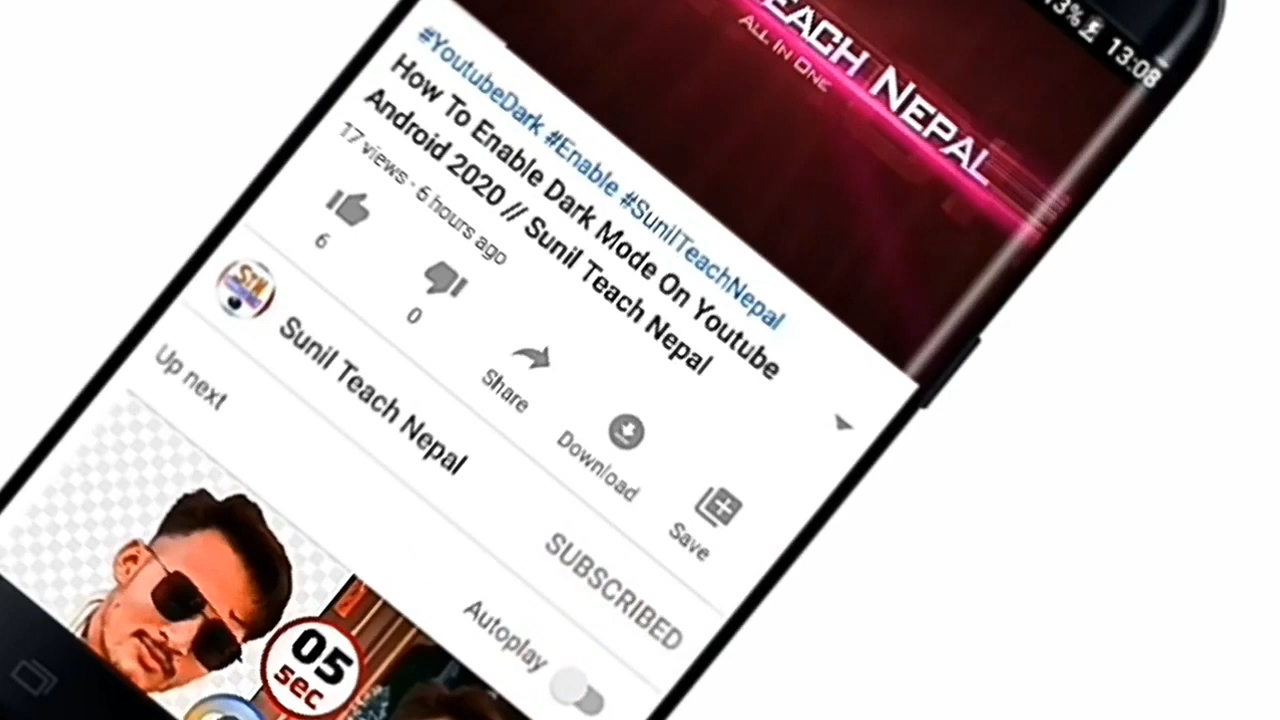 3% 13:08
EACH NEPAL
ALL IN ONE
#YoutubeDark #Enable #SunilTeachNepal
How To Enable Dark Mode On Youtube
Android 2020 // Sunil Teach Nepal
17 views · 6 hours ago
6
0
Share
Download
Save
STN
Sunil Teach Nepal
SUBSCRIBED
Up next
Autoplay
05
sec